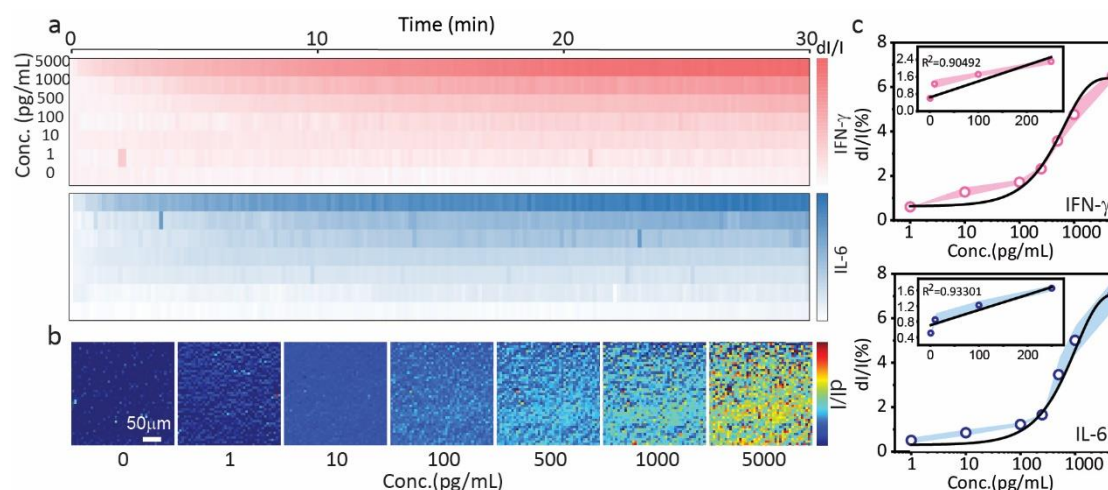 a
Time (min)
0 10 20 30
dI/I
Conc. (pg/mL)
5000
1000
500
100
10
1
0
IFN-γ
IL-6
b
50μm
dI/I
0 1 10 100 500 1000 5000
Conc.(pg/mL)
c
8
6
4
2
0
dI/I(%)
R²=0.90492
2.4
1.6
0.8
0.0
0 100 200
IFN-γ
1 10 100 1000
Conc.(pg/mL)
8
6
4
2
0
dI/I(%)
R²=0.93301
1.6
1.2
0.8
0.4
0 100 200
IL-6
1 10 100 1000
Conc.(pg/mL)